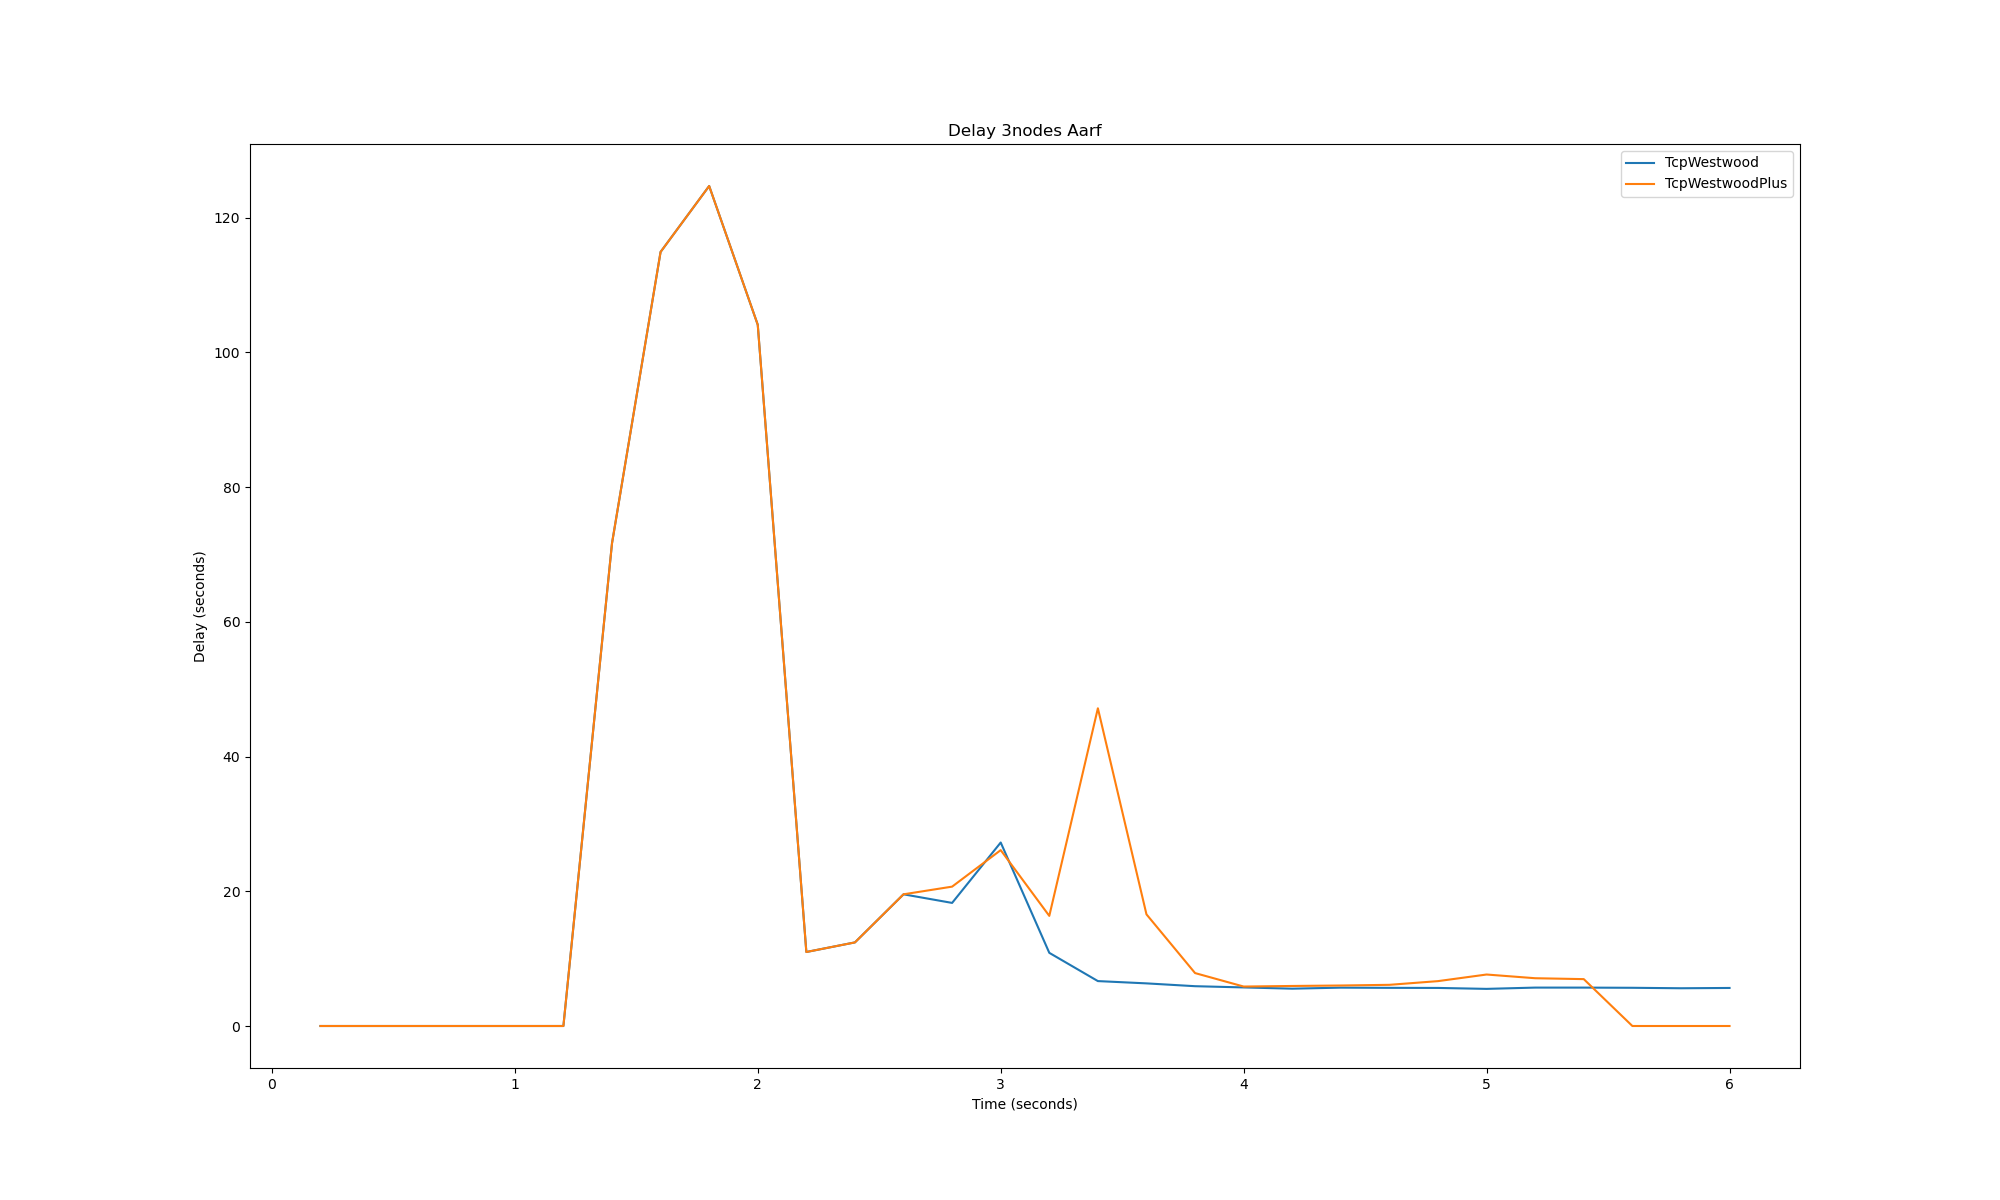 Delay 3nodes Aarf
TcpWestwood
TcpWestwoodPlus
120
100
80
60
40
20
0
Delay (seconds)
0 1 2 3 4 5 6
Time (seconds)